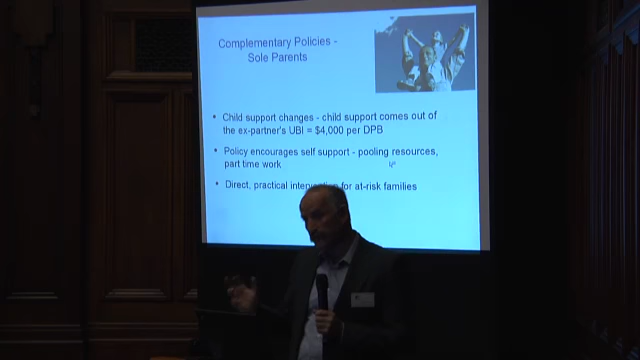 Complementary Policies -
Sole Parents
• Child support changes - child support comes out of
the ex-partner's UBI = $4,000 per DPB
• Policy encourages self support - pooling resources,
part time work
• Direct, practical for at-risk families